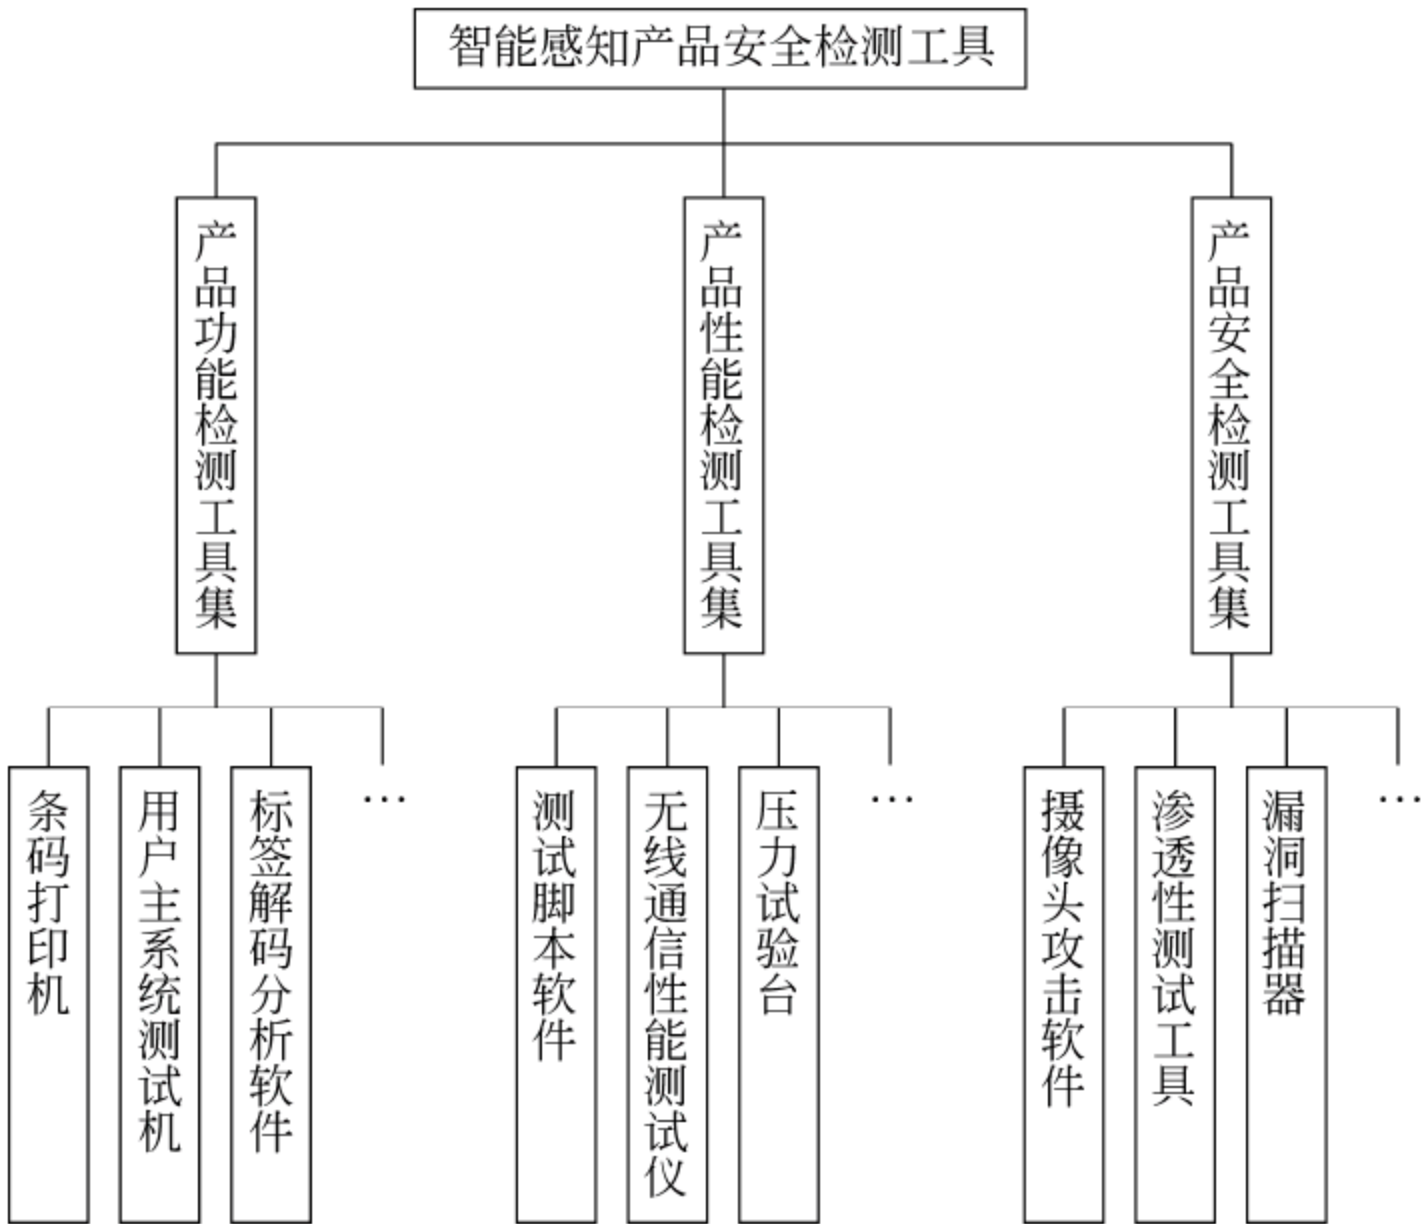 智能感知产品安全检测工具
产品功能检测工具集
产品性能检测工具集
产品安全检测工具集
条码打印机
用户主系统测试机
标签解码分析软件
…
测试脚本软件
无线通信性能测试仪
压力试验台
…
摄像头攻击软件
渗透性测试工具
漏洞扫描器
…